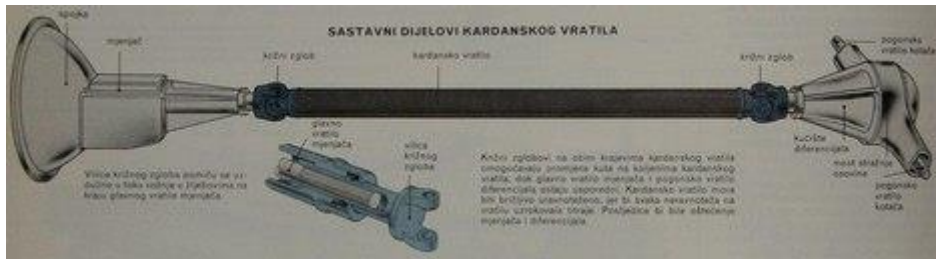 spojka
SASTAVNI DIJELOVI KARDANSKOG VRATILA
mjenjač
križni zglob
kardansko vratilo
križni zglob
pogonsko
vratilo kotača
glavno
vratilo
mjenjača
vilica
križnog
zgloba
kućište
diferencijala
most stražnje
osovine
pogonsko
vratilo
kotača
Vilice križnog zgloba pomiču se uz-
dužno u toku vožnje u žljebovima na
kraju glavnog vratila mjenjača.
Križni zglobovi na obim krajevima kardanskog vratila
omogućavaju promjene kuta na krajevima kardanskog
vratila, dok glavno vratilo mjenjača i pogonsko vratilo
diferencijala ostaju usporedni. Kardansko vratilo mora
biti brižljivo uravnoteženo, jer bi svaka neravnoteža na
vratilu uzrokovala titraje. Posljedice bi bile oštećenje
mjenjača i diferencijala.